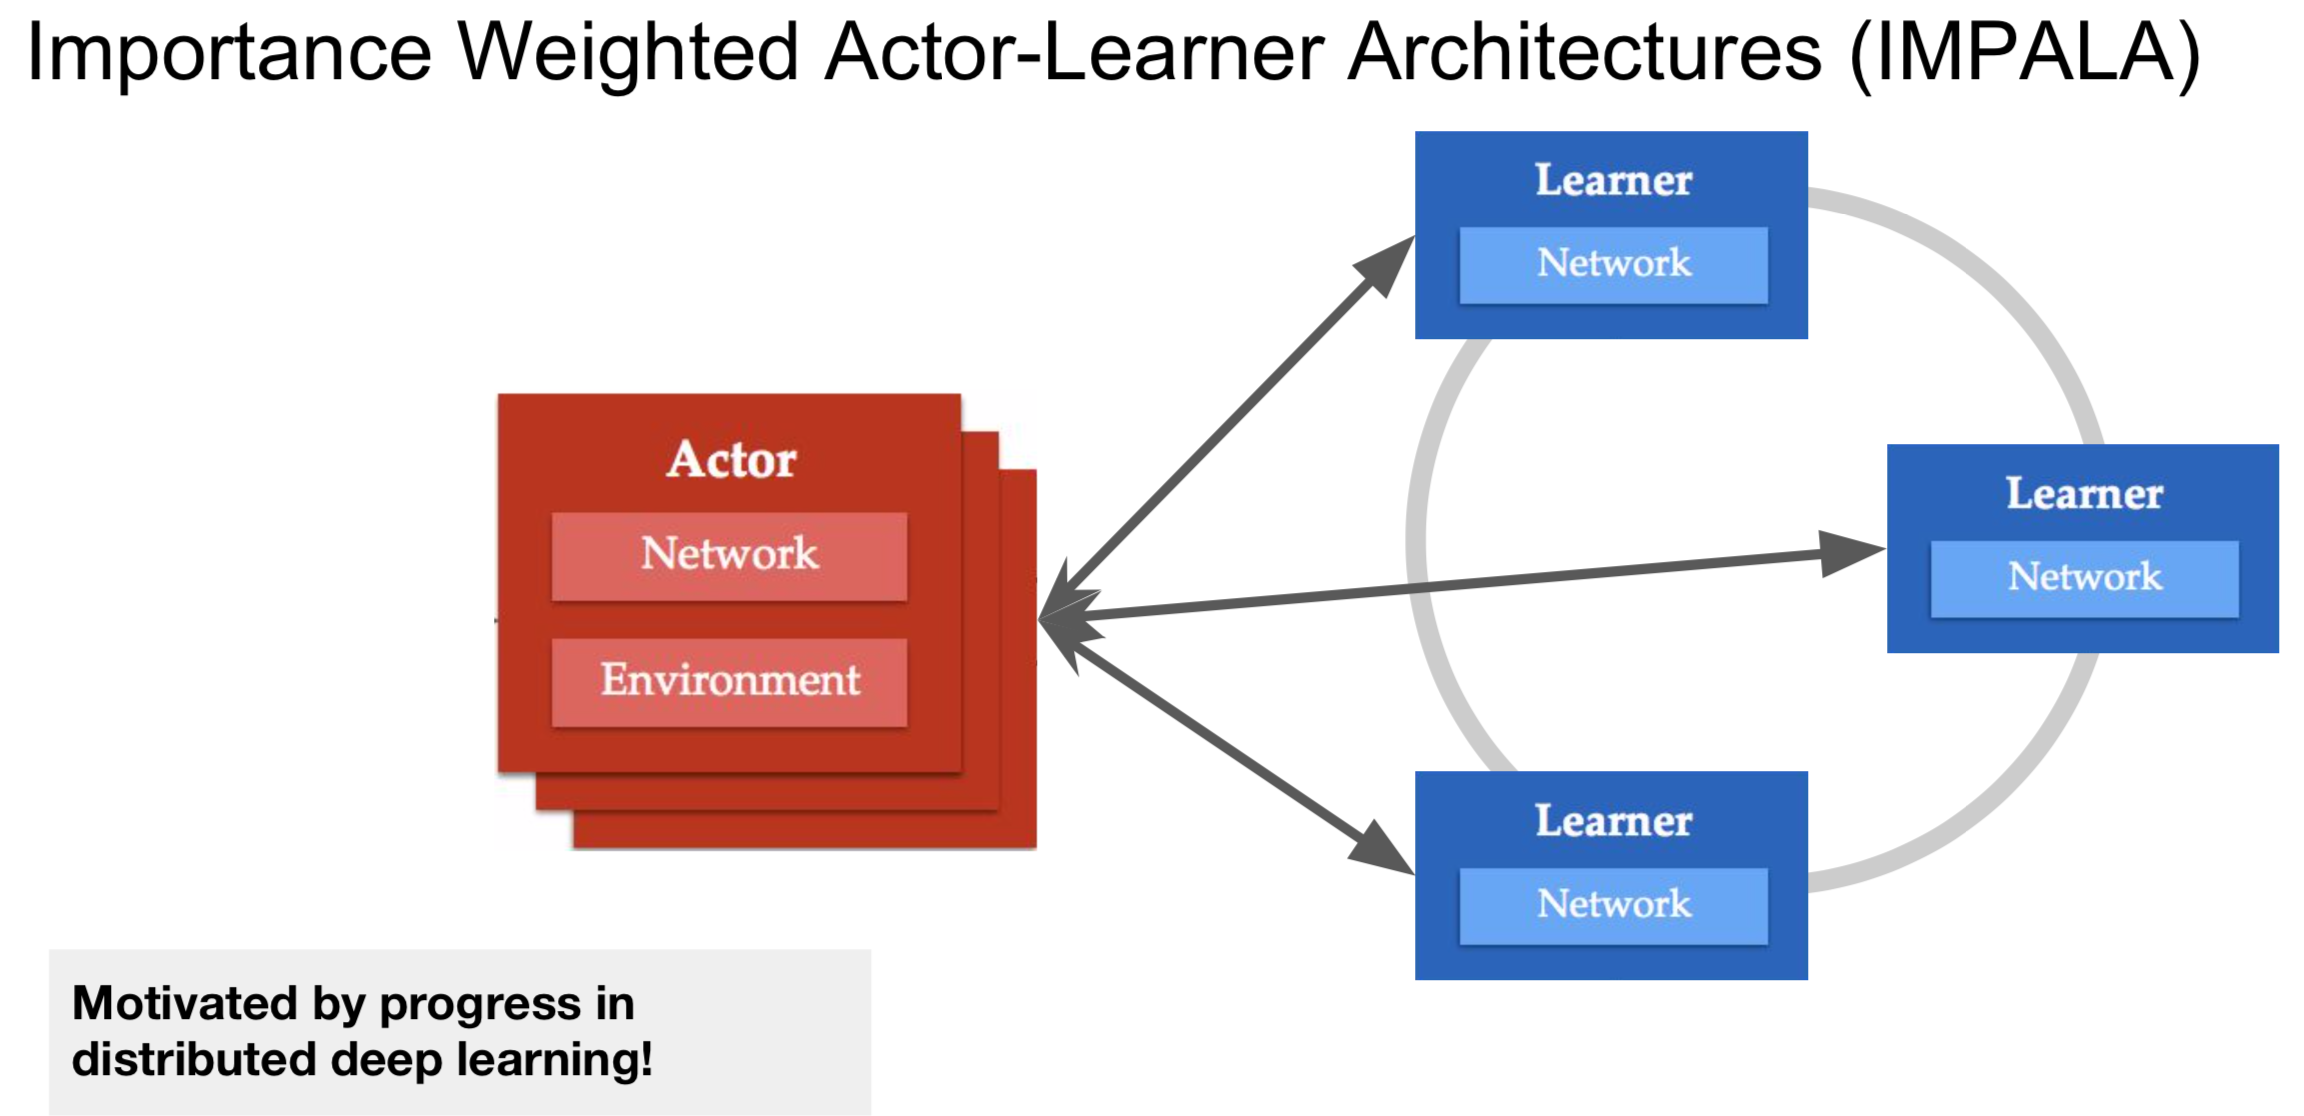 Importance Weighted Actor-Learner Architectures (IMPALA)
Learner
Network
Actor
Network
Environment
Learner
Network
Learner
Network
Motivated by progress in
distributed deep learning!